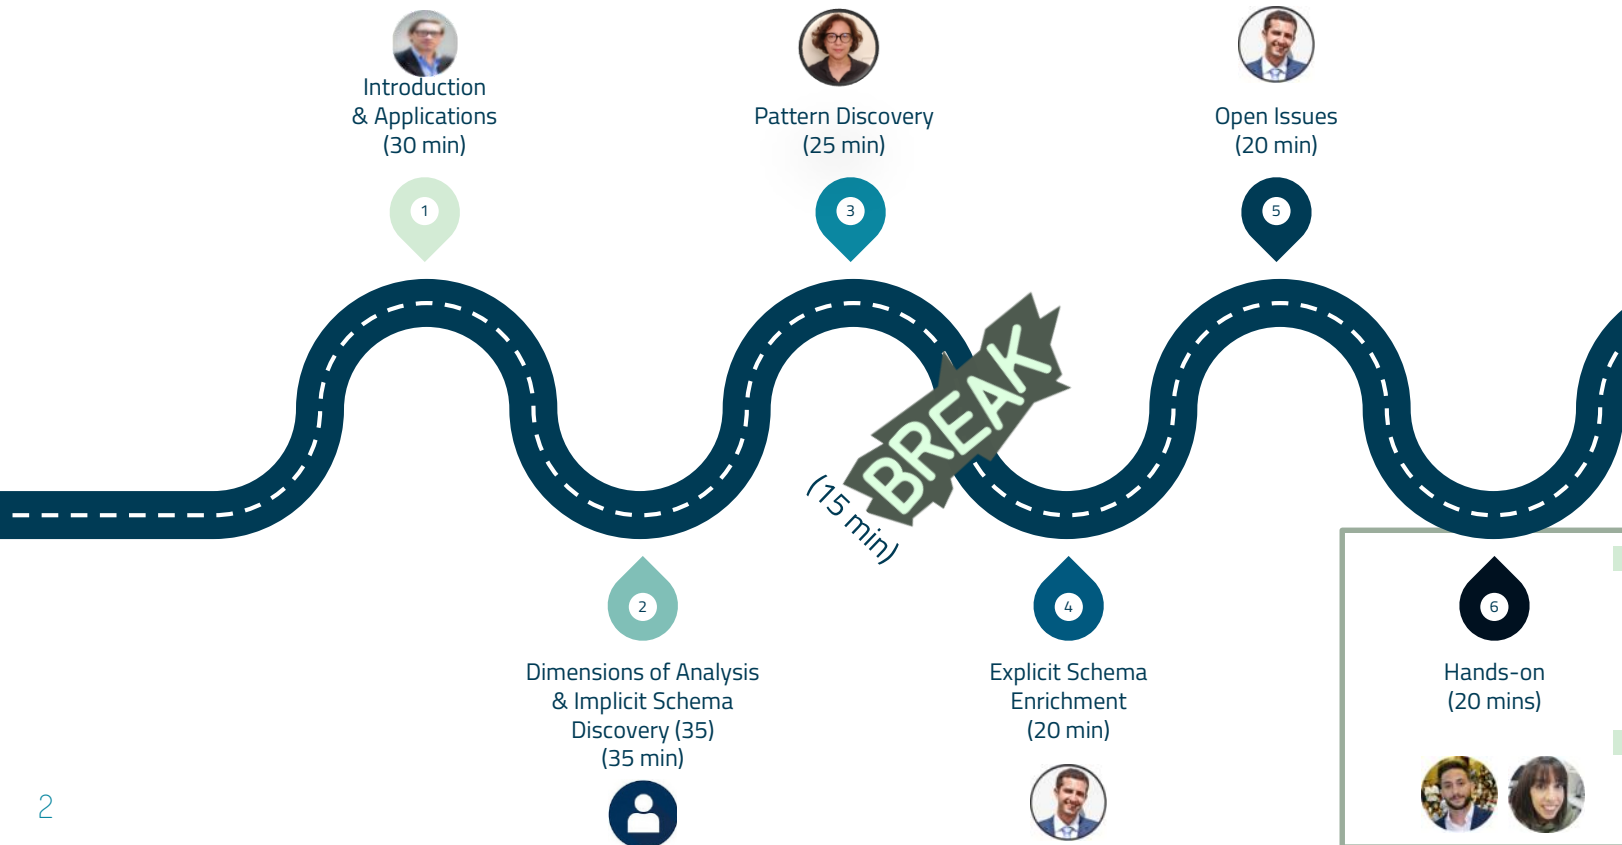 Introduction
& Applications
(30 min)
1
Pattern Discovery
(25 min)
3
Open Issues
(20 min)
5
BREAK
(15 min)
2
Dimensions of Analysis
& Implicit Schema
Discovery (35)
(35 min)
4
Explicit Schema
Enrichment
(20 min)
6
Hands-on
(20 mins)
2